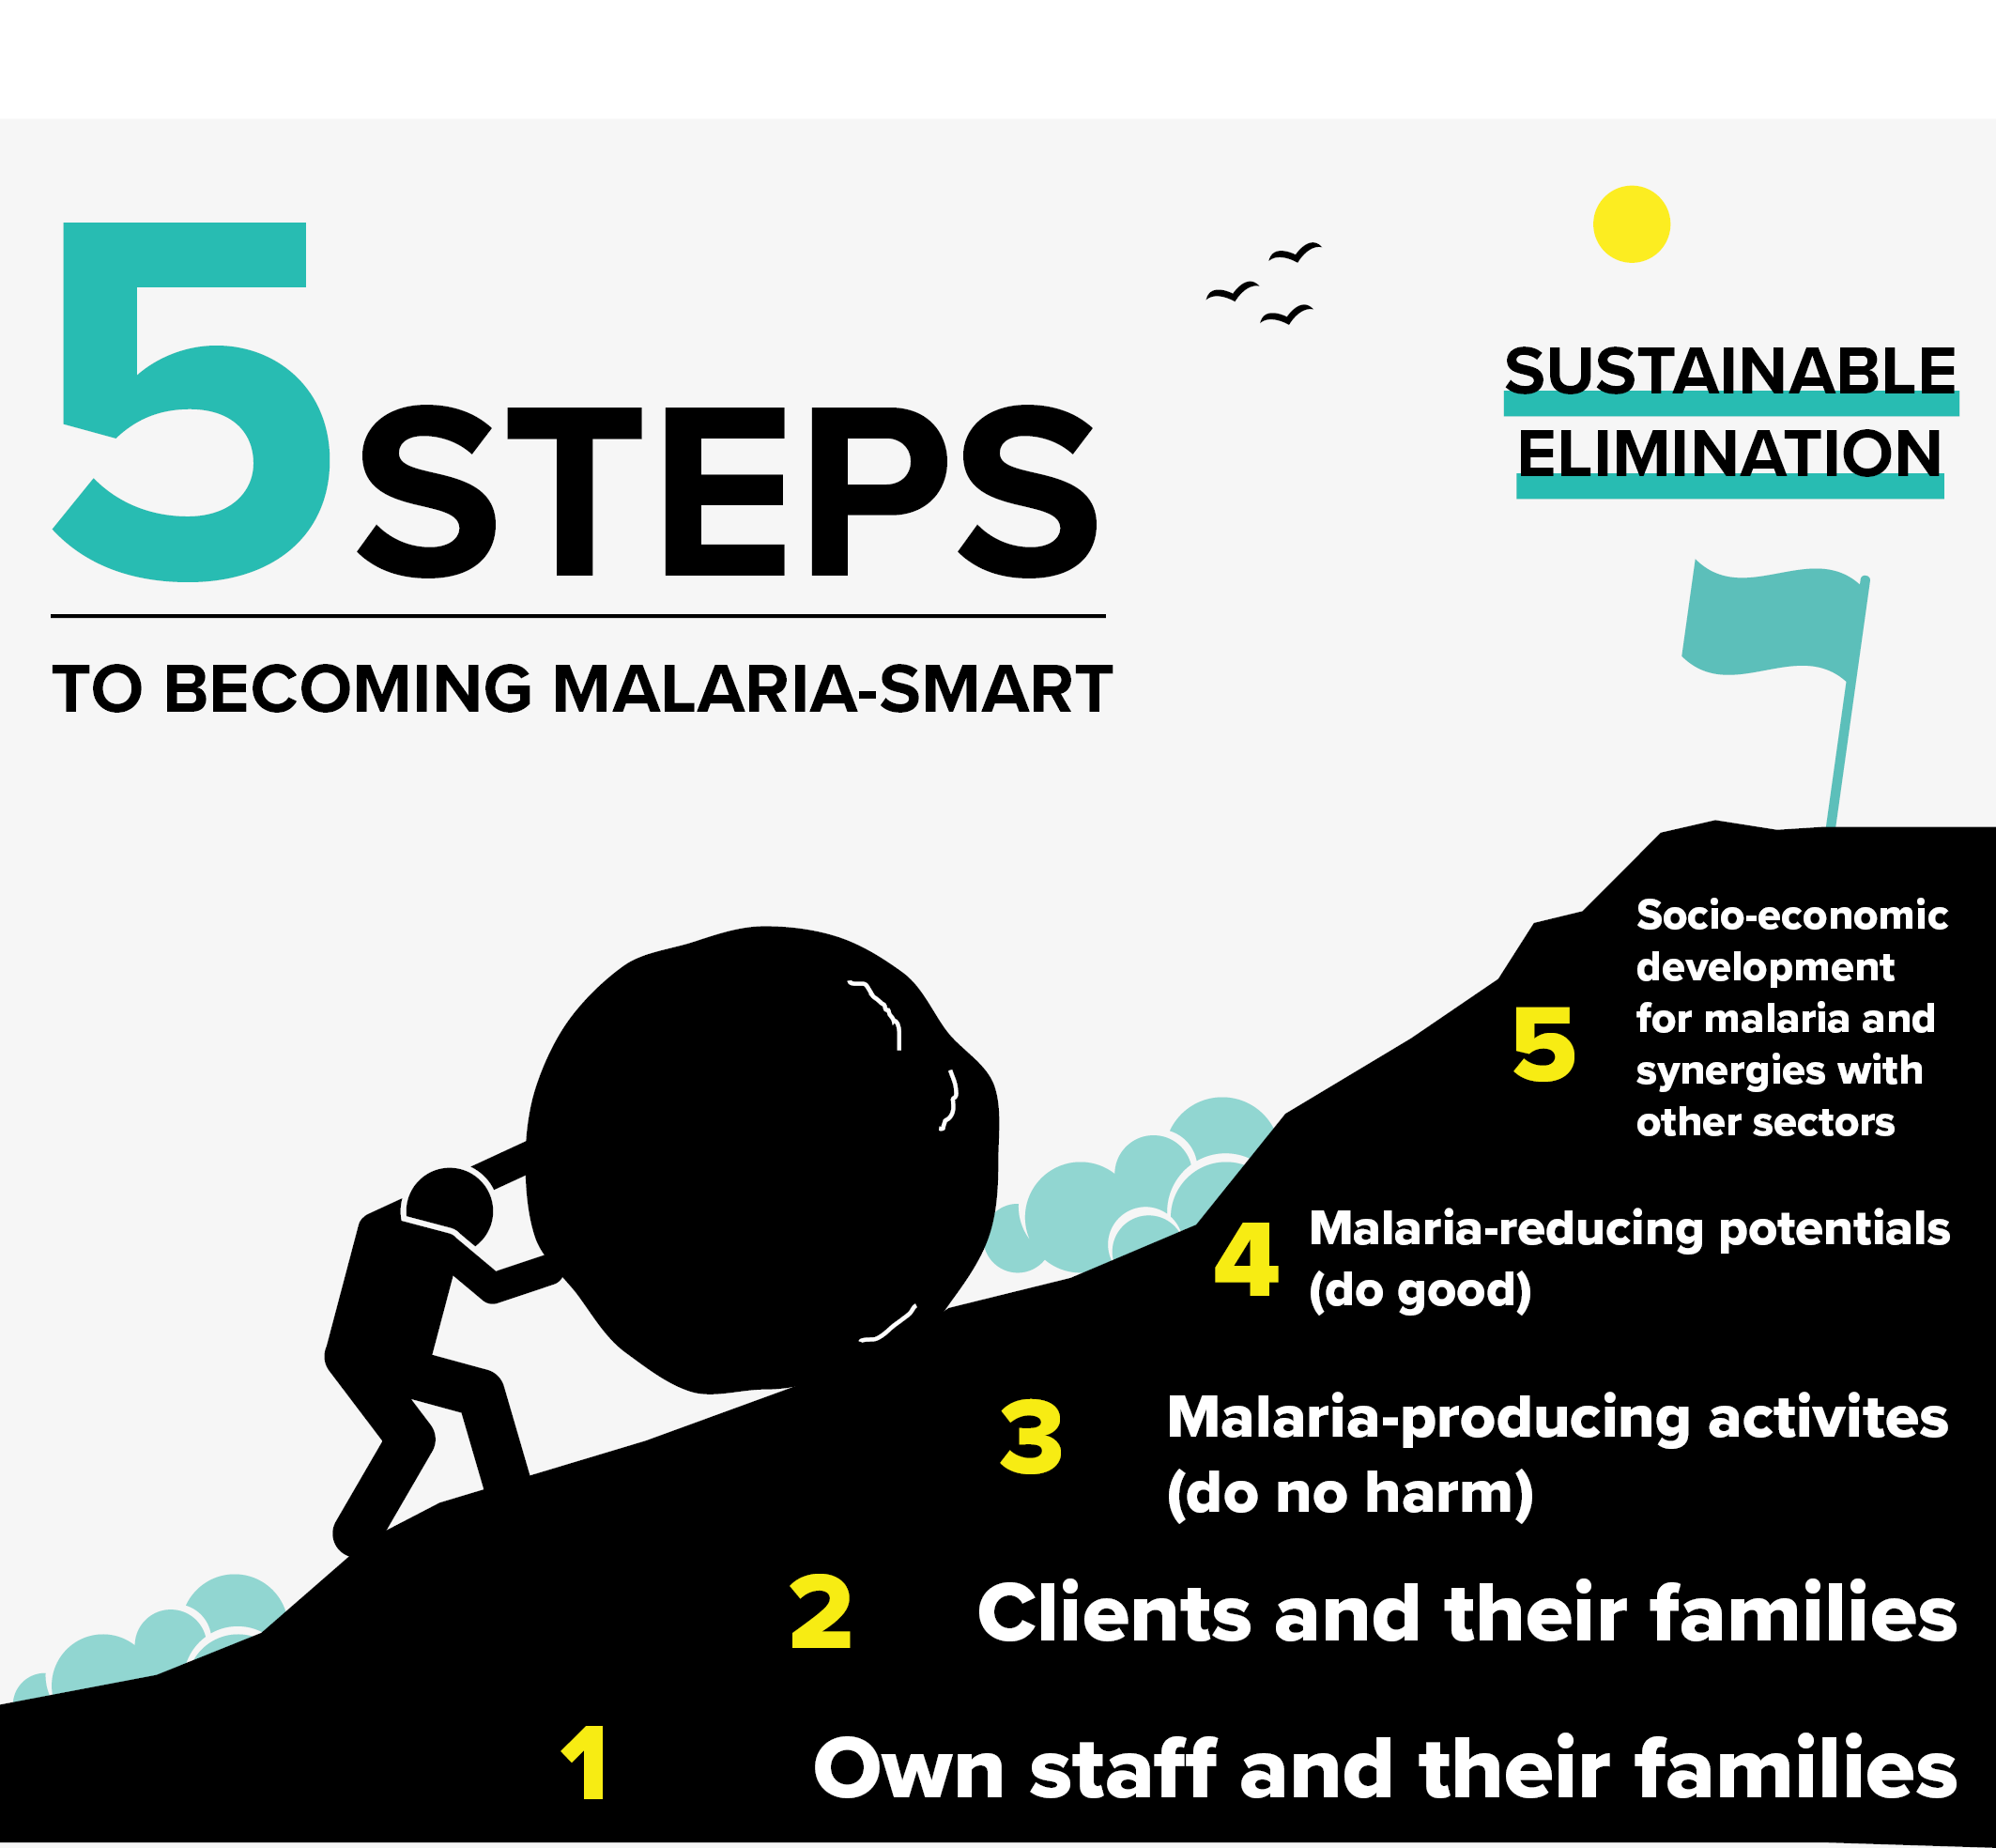 5 STEPS
TO BECOMING MALARIA-SMART
SUSTAINABLE
ELIMINATION
5
Socio-economic
development
for malaria and
synergies with
other sectors
4
Malaria-reducing potentials
(do good)
3
Malaria-producing activites
(do no harm)
2
Clients and their families
1
Own staff and their families